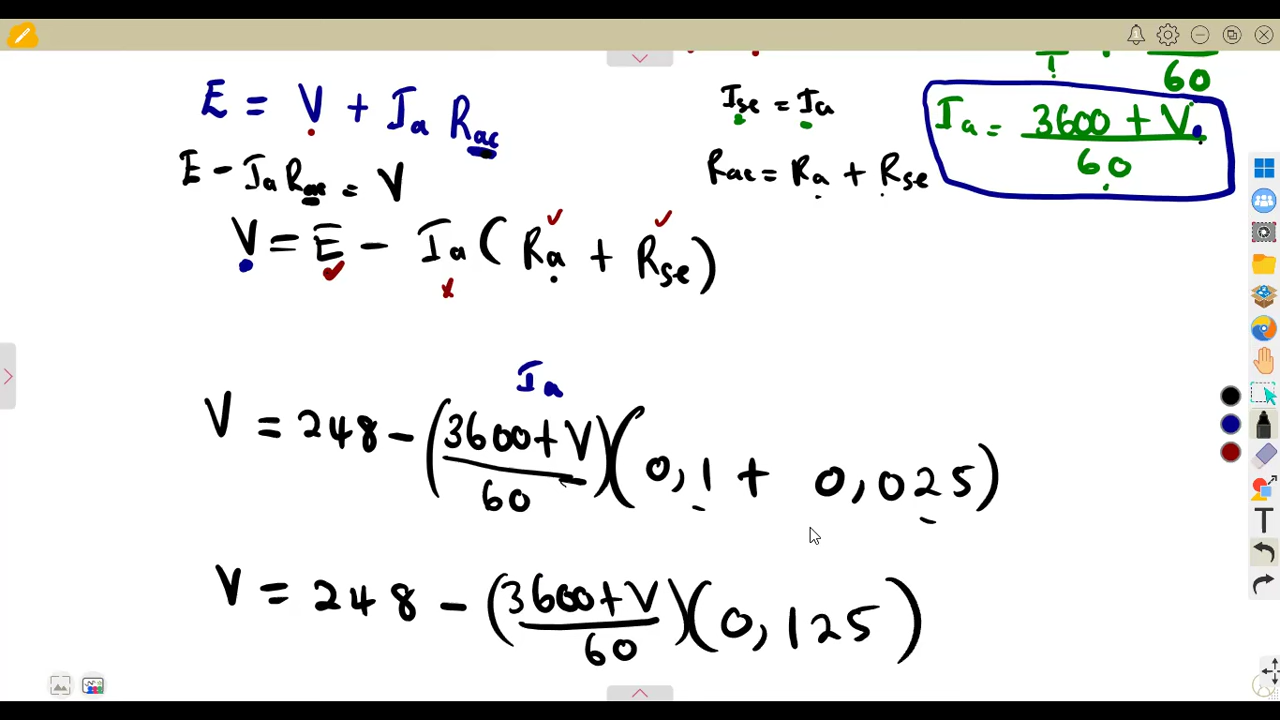 60
E = V + Ia Rac
Ise = Ia
Ia = 3600 + V / 60
E - Ia Rac = V
Rac = Ra + Rse
V = E - Ia ( Ra + Rse )
Ia
V = 248 - ( 3600 + V / 60 ) ( 0,1 + 0,025 )
V = 248 - ( 3600 + V / 60 ) ( 0,125 )
T